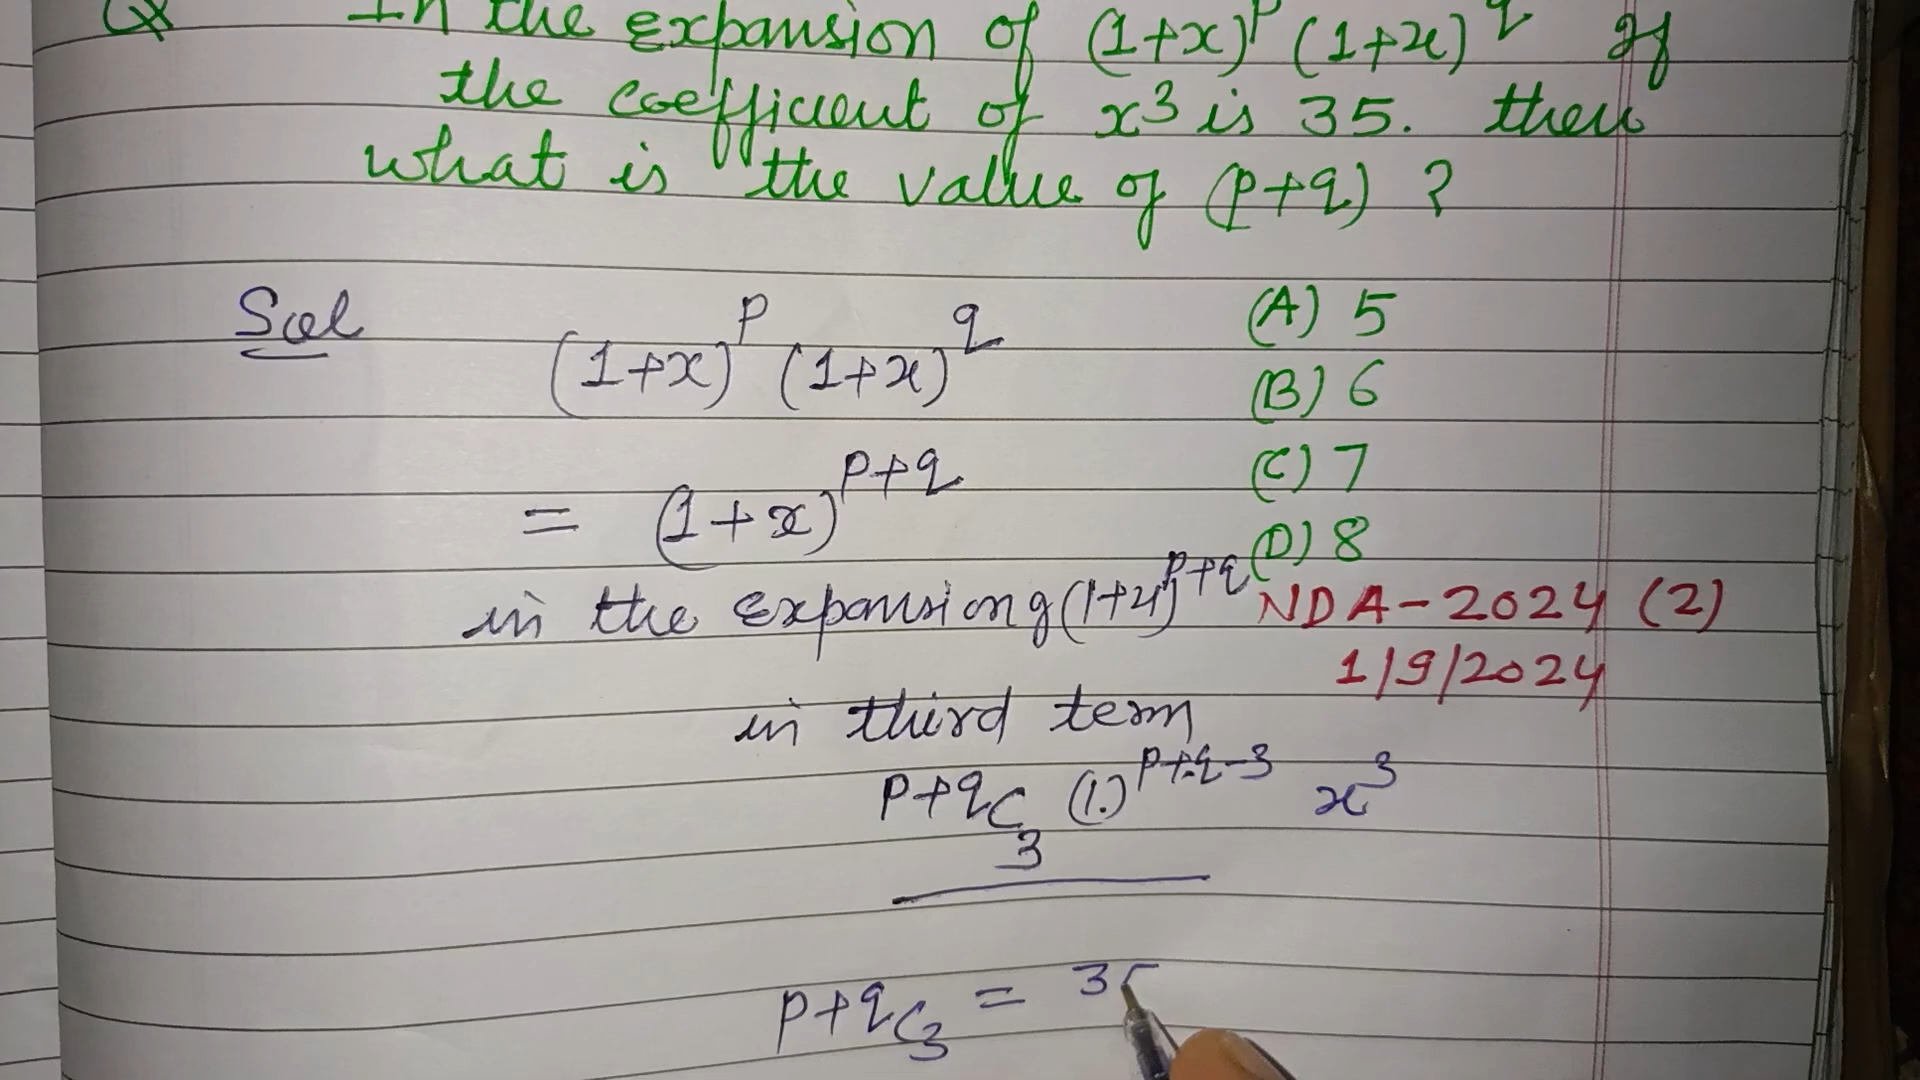 Q In the expansion of (1+x)^p (1+x)^q If
the coefficient of x³ is 35. then
what is the value of (p+q) ?
Sol
(1+x)^p (1+x)^q
= (1+x)^p+q
in the expansion of (1+x)^p+q
in third term
p+qC₃ (1.)^p+q-3 x³
p+qC₃ = 35
(A) 5
(B) 6
(C) 7
(D) 8
NDA-2024 (2)
1/9/2024